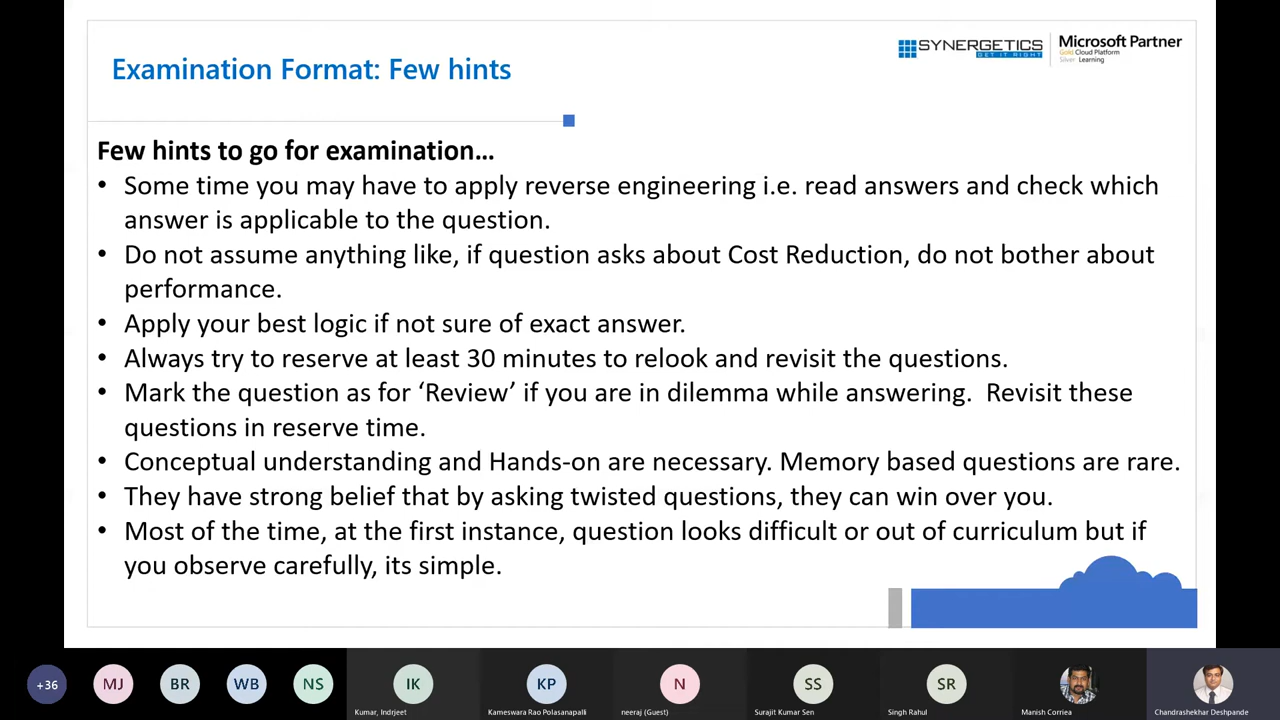 Examination Format: Few hints
SYNERGETICS
GET IT RIGHT
Microsoft Partner
Gold Cloud Platform
Silver Learning
Few hints to go for examination...
• Some time you may have to apply reverse engineering i.e. read answers and check which
answer is applicable to the question.
• Do not assume anything like, if question asks about Cost Reduction, do not bother about
performance.
• Apply your best logic if not sure of exact answer.
• Always try to reserve at least 30 minutes to relook and revisit the questions.
• Mark the question as for ‘Review’ if you are in dilemma while answering.  Revisit these
questions in reserve time.
• Conceptual understanding and Hands-on are necessary. Memory based questions are rare.
• They have strong belief that by asking twisted questions, they can win over you.
• Most of the time, at the first instance, question looks difficult or out of curriculum but if
you observe carefully, its simple.
+36 MJ BR WB NS IK KP N SS SR
Kumar, Indrjeet Kameswara Rao Polasanapalli neeraj (Guest) Surajit Kumar Sen Singh Rahul Manish Corriea Chandrashekhar Deshpande